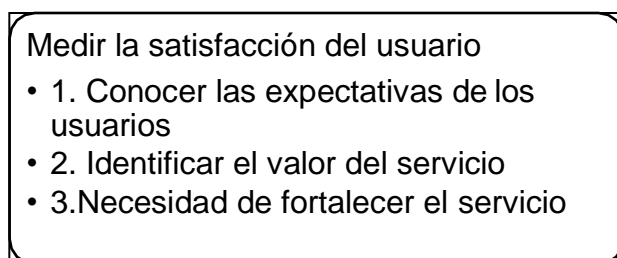 Medir la satisfacción del usuario
• 1. Conocer las expectativas de los
usuarios
• 2. Identificar el valor del servicio
• 3.Necesidad de fortalecer el servicio